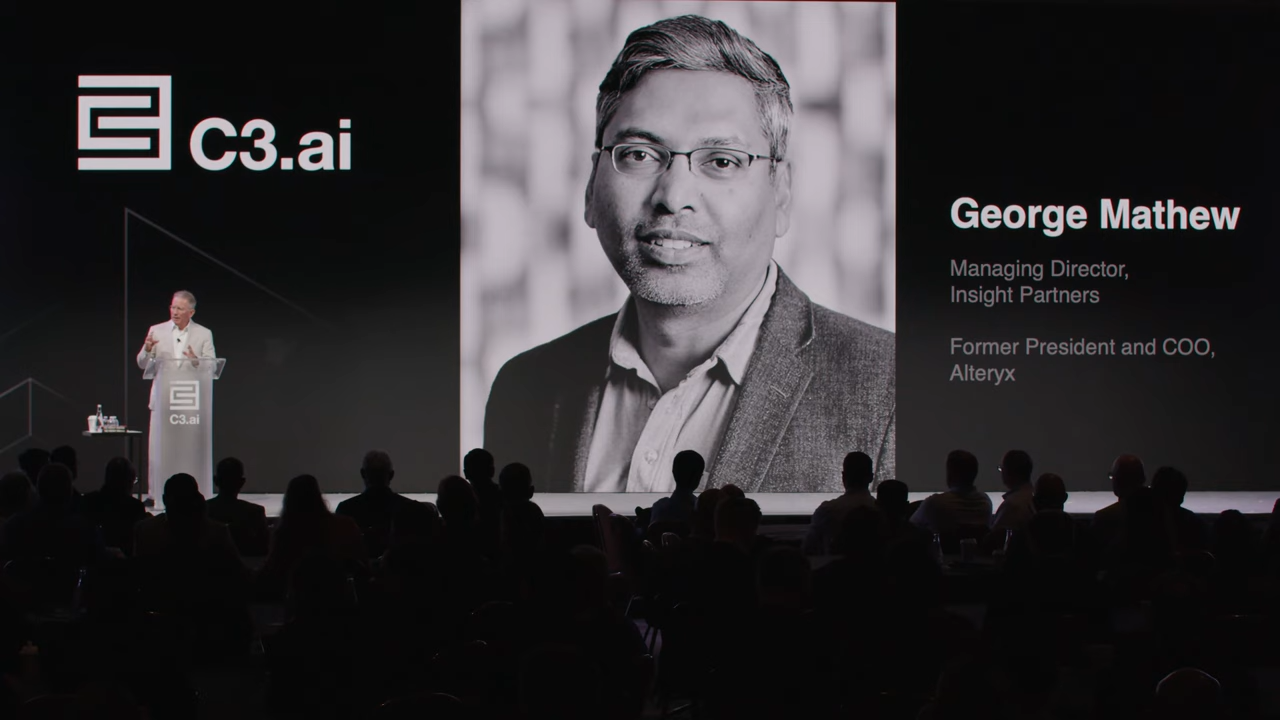 C3.ai
George Mathew
Managing Director,
Insight Partners
Former President and COO,
Alteryx
C3.ai